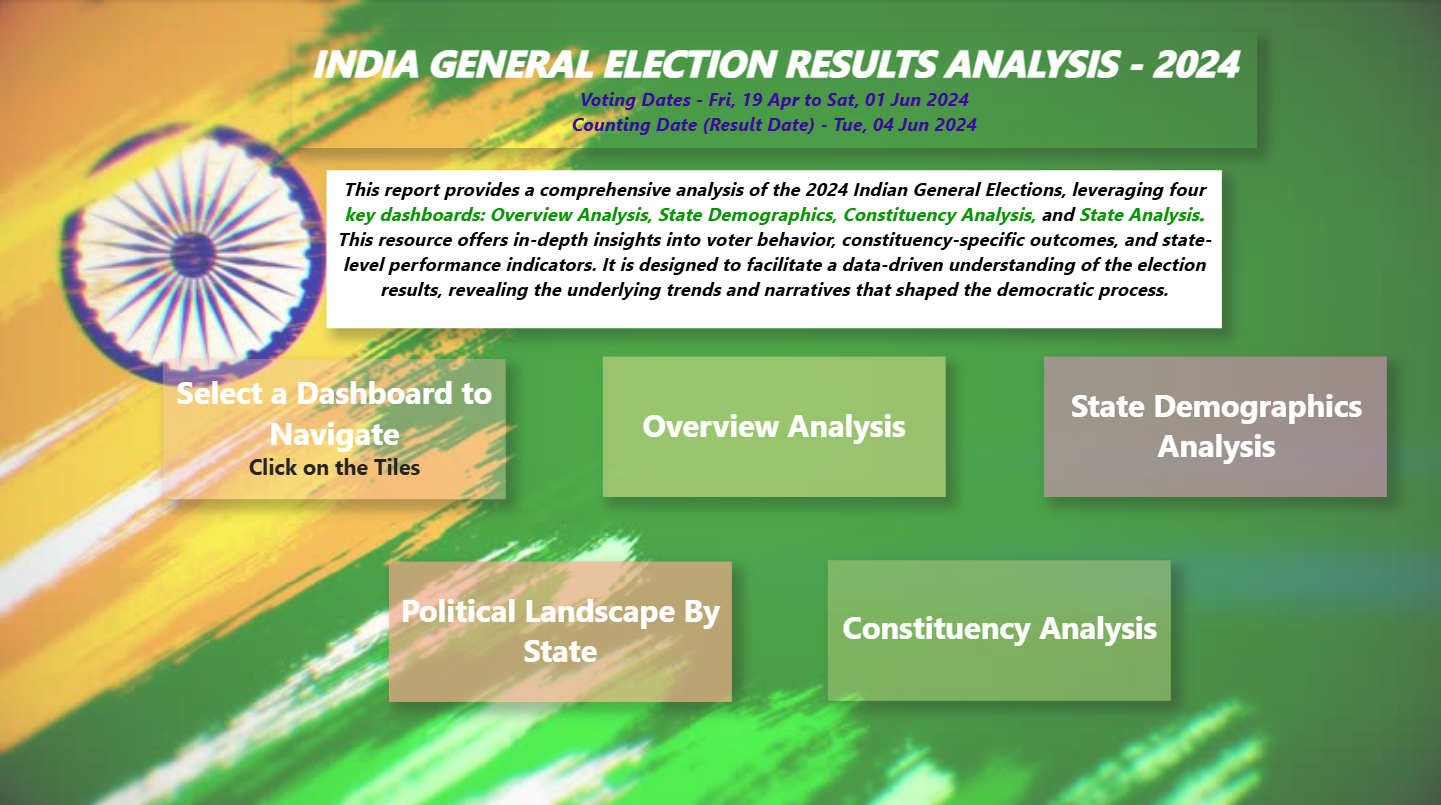 INDIA GENERAL ELECTION RESULTS ANALYSIS - 2024
Voting Dates - Fri, 19 Apr to Sat, 01 Jun 2024
Counting Date (Result Date) - Tue, 04 Jun 2024
This report provides a comprehensive analysis of the 2024 Indian General Elections, leveraging four
key dashboards: Overview Analysis, State Demographics, Constituency Analysis, and State Analysis.
This resource offers in-depth insights into voter behavior, constituency-specific outcomes, and state-
level performance indicators. It is designed to facilitate a data-driven understanding of the election
results, revealing the underlying trends and narratives that shaped the democratic process.
Select a Dashboard to
Navigate
Click on the Tiles
Overview Analysis
State Demographics
Analysis
Political Landscape By
State
Constituency Analysis